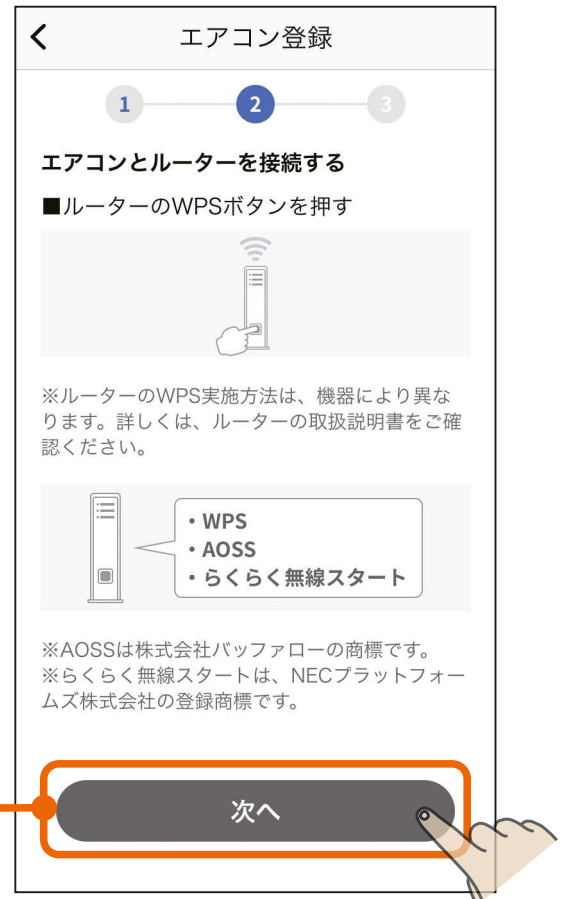 エアコン登録
1 2 3
エアコンとルーターを接続する
■ルーターのWPSボタンを押す
※ルーターのWPS実施方法は、機器により異な
ります。詳しくは、ルーターの取扱説明書をご確
認ください。
・WPS
・AOSS
・らくらく無線スタート
※AOSSは株式会社バッファローの商標です。
※らくらく無線スタートは、NECプラットフォー
ムズ株式会社の登録商標です。
次へ